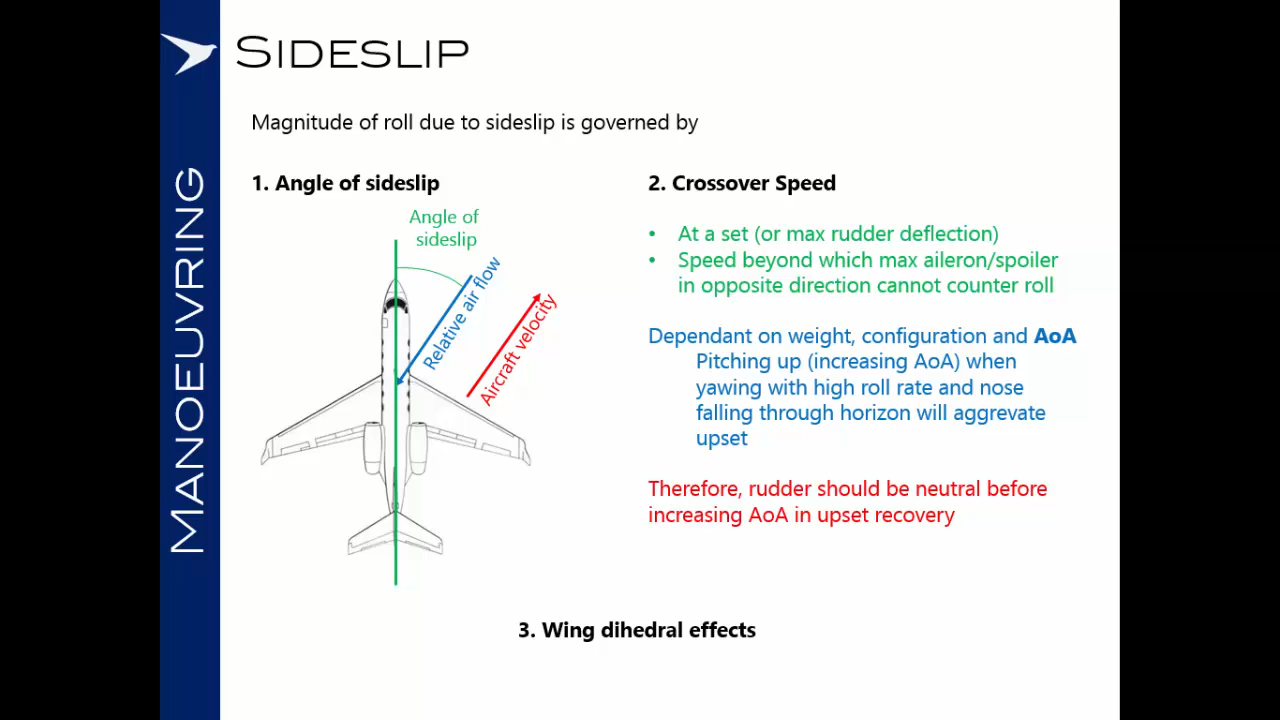 SIDESLIP
MANOEUVRING
Magnitude of roll due to sideslip is governed by
1. Angle of sideslip
Angle of
sideslip
Relative air flow
Aircraft velocity
2. Crossover Speed
• At a set (or max rudder deflection)
• Speed beyond which max aileron/spoiler
in opposite direction cannot counter roll
Dependant on weight, configuration and AoA
Pitching up (increasing AoA) when
yawing with high roll rate and nose
falling through horizon will aggrevate
upset
Therefore, rudder should be neutral before
increasing AoA in upset recovery
3. Wing dihedral effects